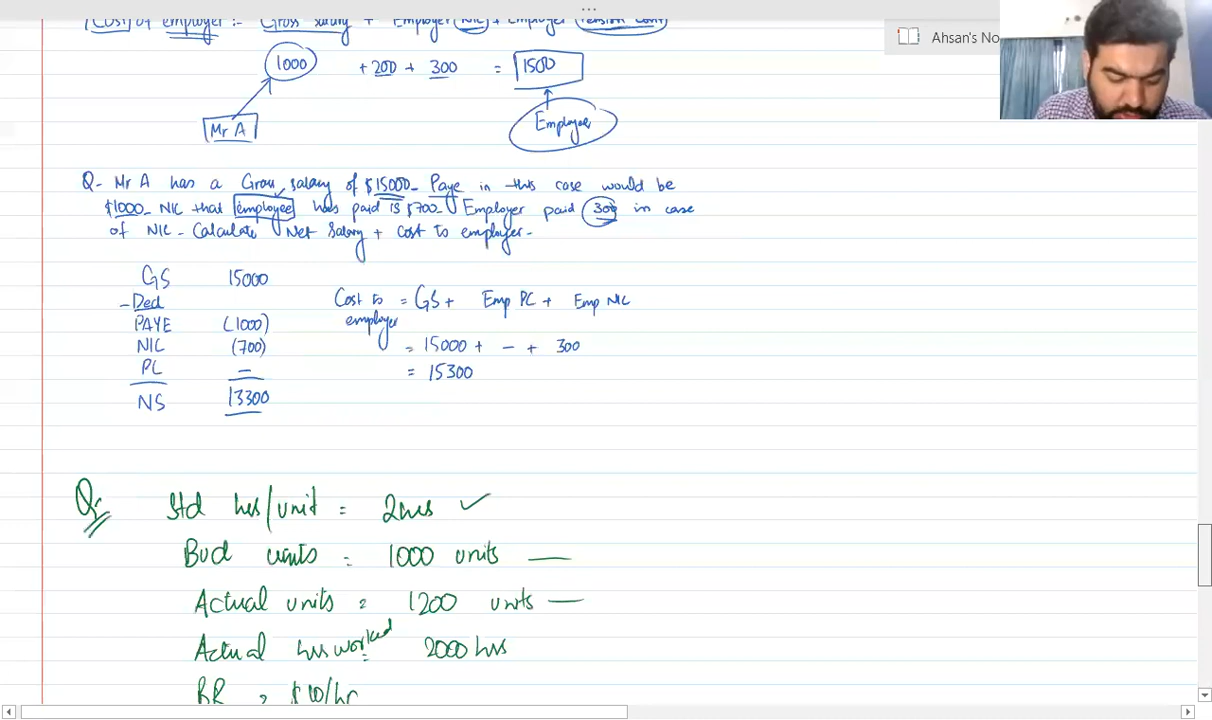 Cost of employer :- Gross salary + Employer NIC + Employer Pension Cont
Ahsan's No
1000 + 200 + 300 = 1500
Mr A
Employer
Q- Mr A has a Gross salary of $15000- Paye in this case would be
$1000- NIC that employee has paid is $700- Employer paid 300 in case
of NIC- Calculate Net Salary + cost to employer-
GS 15000
- Ded
PAYE (1000)
NIC (700)
PC –
NS 13300
Cost to employer = GS + Emp PC + Emp NIC
= 15000 + – + 300
= 15300
Q:
Std hrs/unit = 2hrs ✓
Bud units = 1000 units —
Actual units = 1200 units —
Actual hrs worked = 2000 hrs
BR = $10/hr